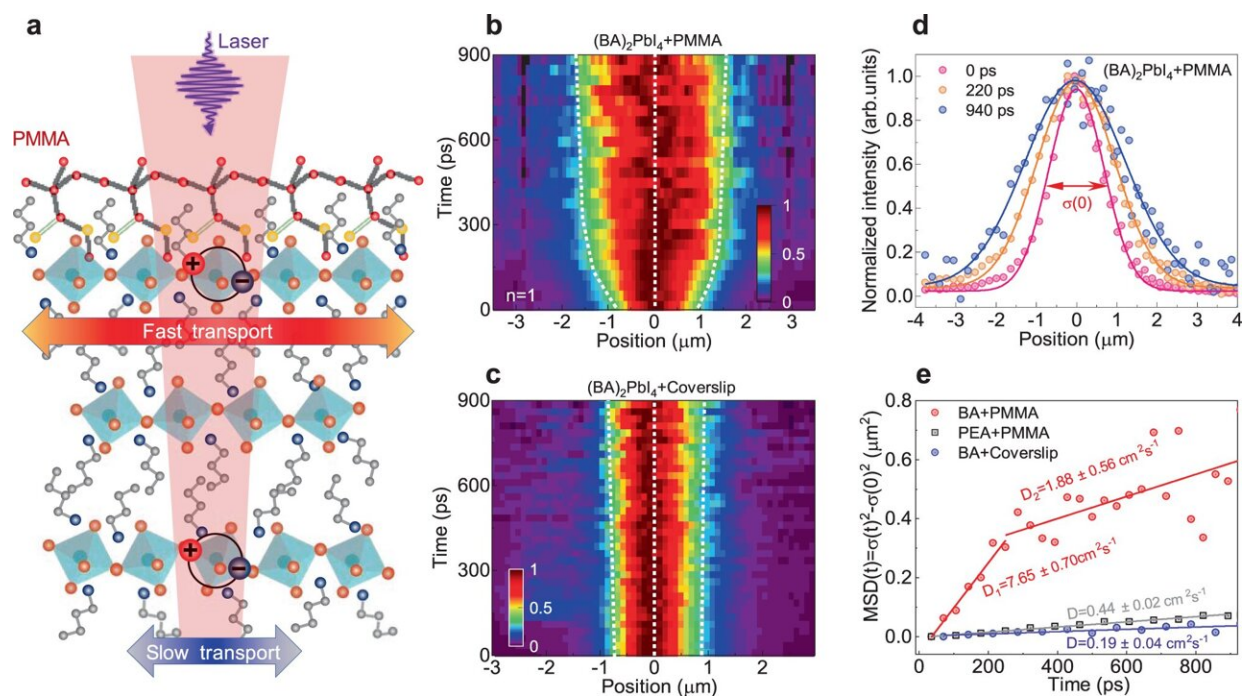 a
Laser
PMMA
+
−
Fast transport
+
−
Slow transport
b
(BA)₂PbI₄+PMMA
900
600
300
0
Time (ps)
n=1
1
0.5
0
-3 -2 -1 0 1 2 3
Position (μm)
c
(BA)₂PbI₄+Coverslip
900
600
300
0
Time (ps)
1
0.5
0
-3 -2 -1 0 1 2 3
Position (μm)
d
Normalized intensity (arb.units)
1.0
0.8
0.6
0.4
0.2
0.0
0 ps
220 ps
940 ps
(BA)₂PbI₄+PMMA
σ(0)
-4 -3 -2 -1 0 1 2 3 4
Position (μm)
e
MSD(t)=σ(t)²-σ(0)² (μm²)
0.8
0.6
0.4
0.2
0.0
BA+PMMA
PEA+PMMA
BA+Coverslip
D₂=1.88 ± 0.56 cm²s⁻¹
D₁=7.65 ± 0.70cm²s⁻¹
D=0.44 ± 0.02 cm²s⁻¹
D=0.19 ± 0.04 cm²s⁻¹
0 200 400 600 800
Time (ps)